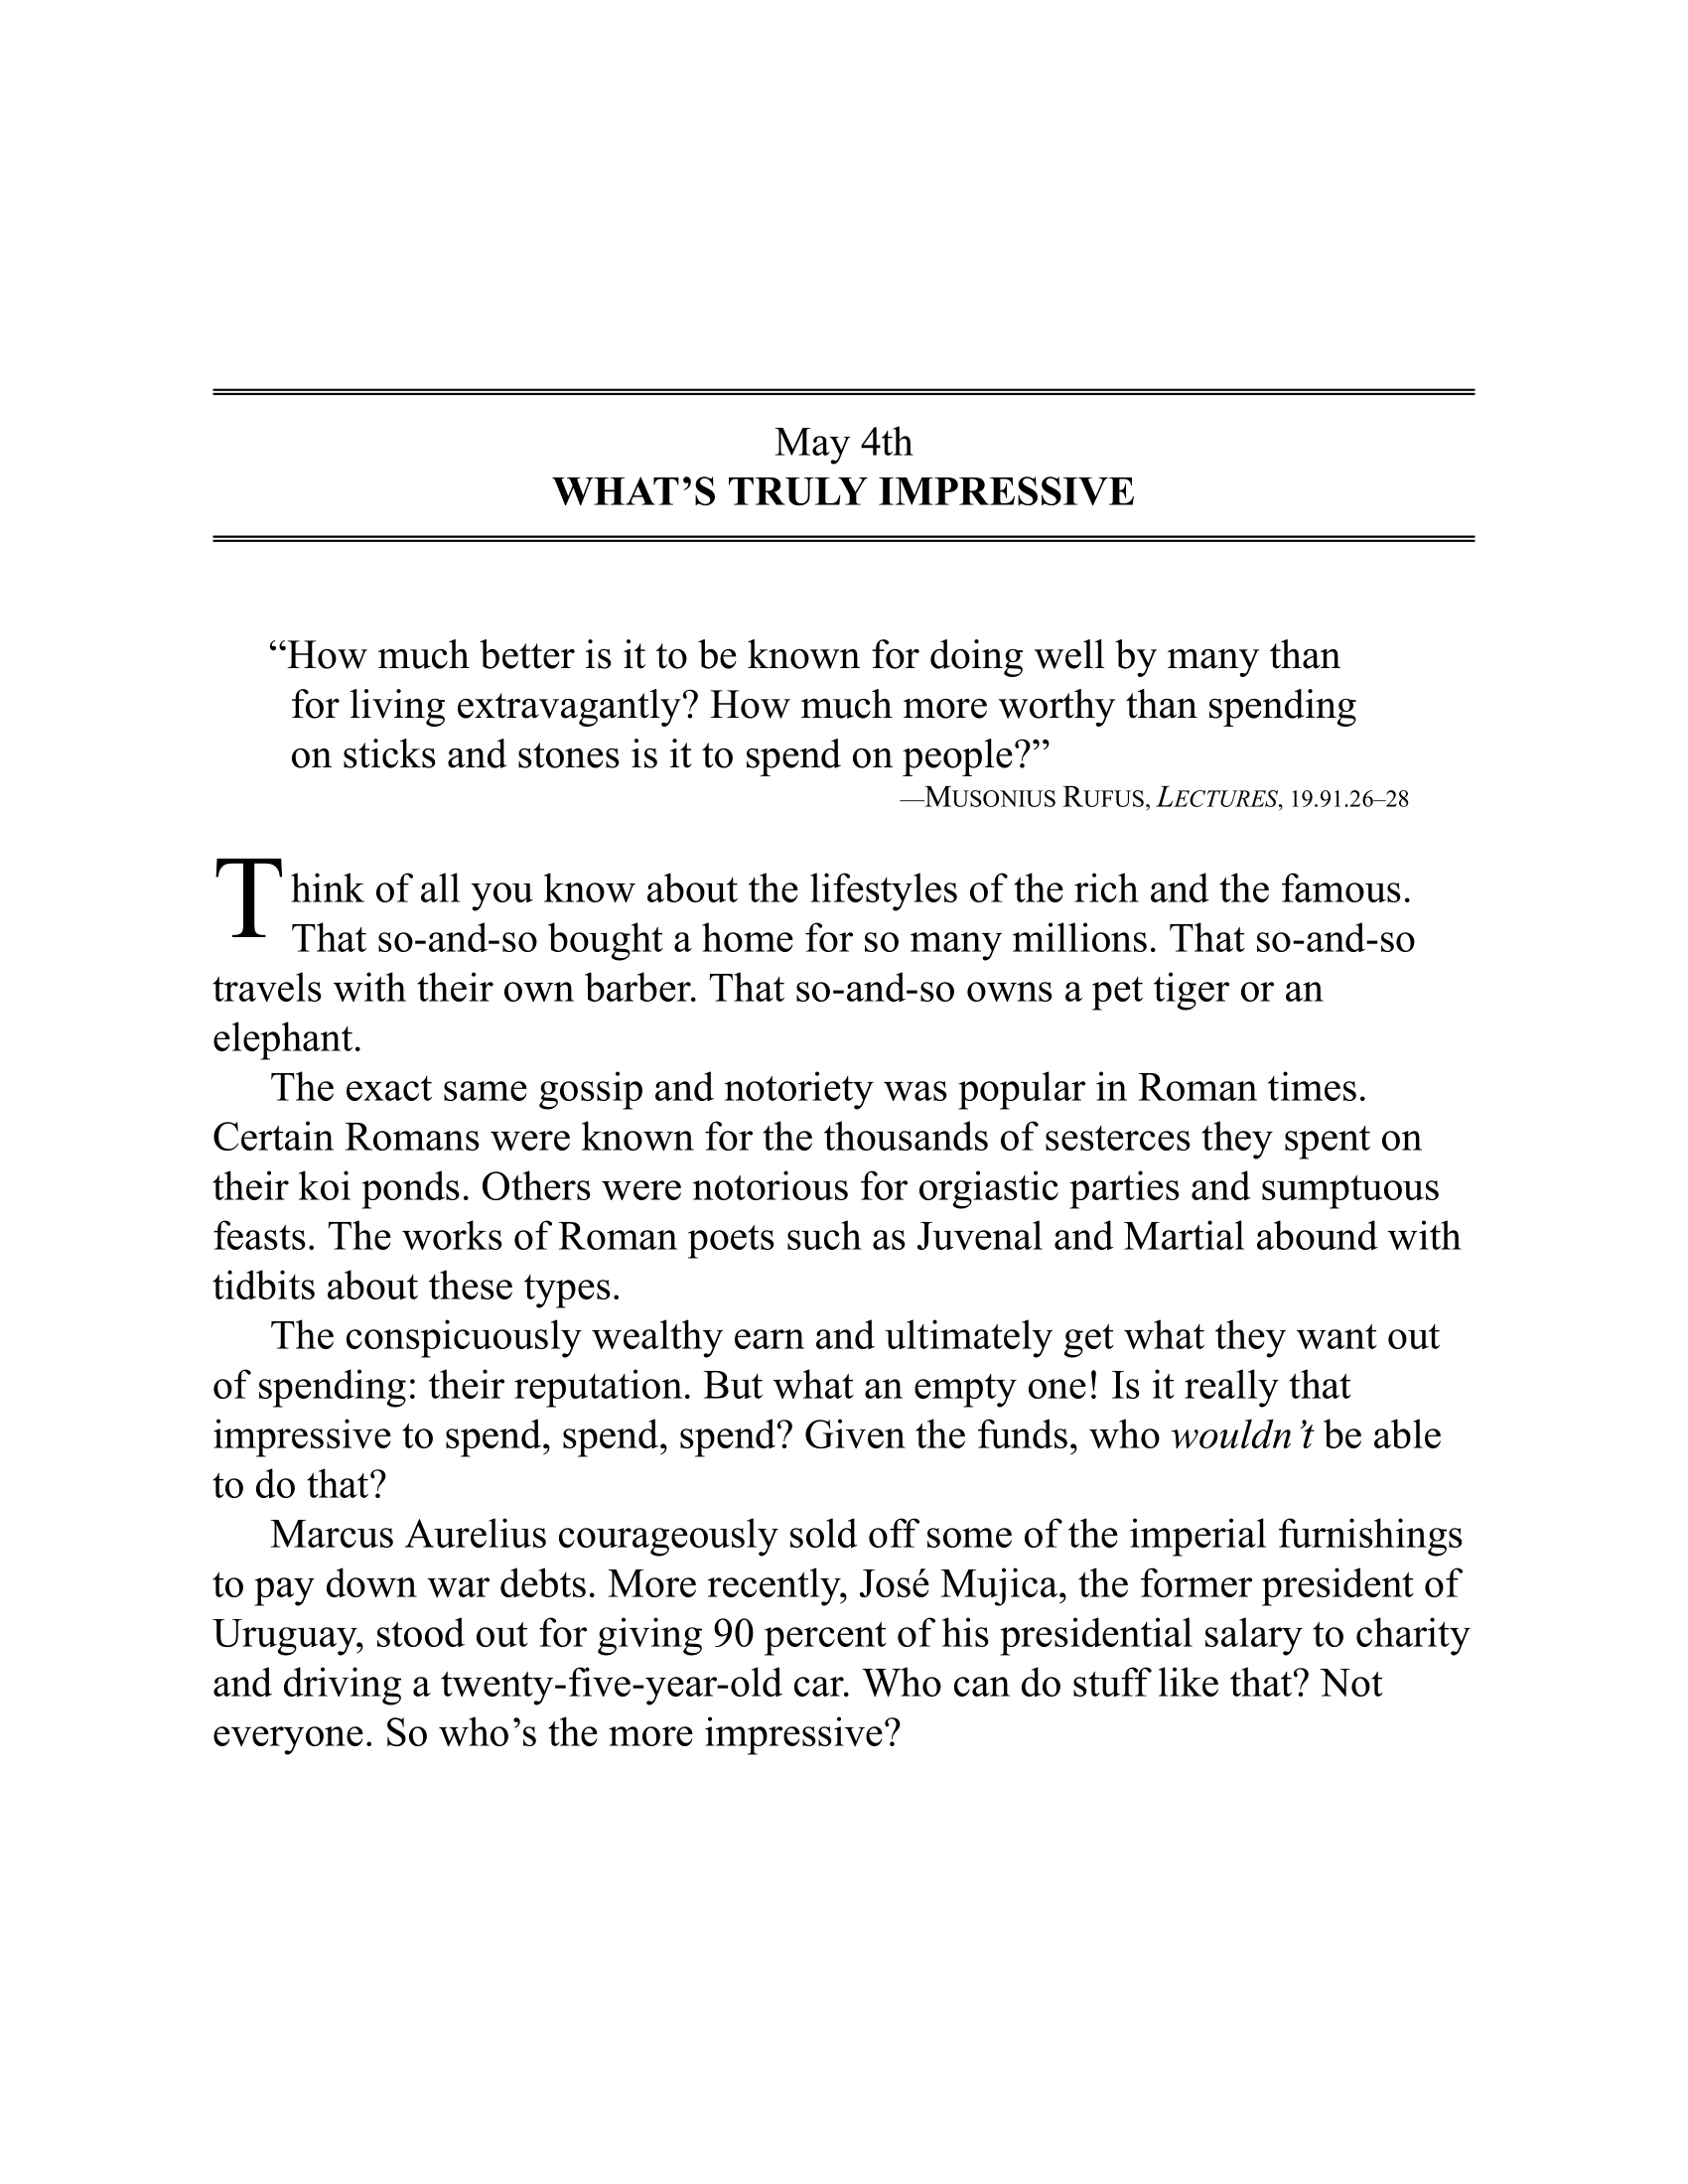 May 4th
WHAT’S TRULY IMPRESSIVE
“How much better is it to be known for doing well by many than
for living extravagantly? How much more worthy than spending
on sticks and stones is it to spend on people?”
—MUSONIUS RUFUS, LECTURES, 19.91.26–28
Think of all you know about the lifestyles of the rich and the famous.
That so-and-so bought a home for so many millions. That so-and-so
travels with their own barber. That so-and-so owns a pet tiger or an
elephant.
The exact same gossip and notoriety was popular in Roman times.
Certain Romans were known for the thousands of sesterces they spent on
their koi ponds. Others were notorious for orgiastic parties and sumptuous
feasts. The works of Roman poets such as Juvenal and Martial abound with
tidbits about these types.
The conspicuously wealthy earn and ultimately get what they want out
of spending: their reputation. But what an empty one! Is it really that
impressive to spend, spend, spend? Given the funds, who wouldn’t be able
to do that?
Marcus Aurelius courageously sold off some of the imperial furnishings
to pay down war debts. More recently, José Mujica, the former president of
Uruguay, stood out for giving 90 percent of his presidential salary to charity
and driving a twenty-five-year-old car. Who can do stuff like that? Not
everyone. So who’s the more impressive?